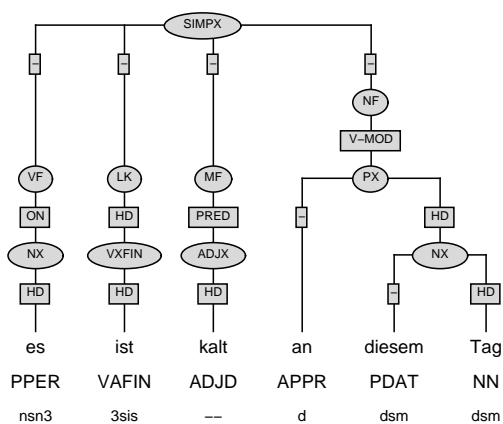 SIMPX
– – – –
NF
V–MOD
VF LK MF PX
ON HD PRED – HD
NX VXFIN ADJX NX
HD HD HD – HD
es ist kalt an diesem Tag
PPER VAFIN ADJD APPR PDAT NN
nsn3 3sis –– d dsm dsm